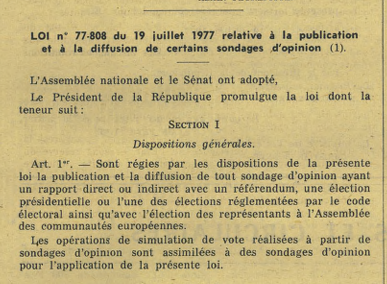 LOI n° 77-808 du 19 juillet 1977 relative à la publication
et à la diffusion de certains sondages d'opinion (1).
L'Assemblée nationale et le Sénat ont adopté,
Le Président de la République promulgue la loi dont la
teneur suit :
SECTION I
Dispositions générales.
Art. 1er. — Sont régies par les dispositions de la présente
loi la publication et la diffusion de tout sondage d'opinion ayant
un rapport direct ou indirect avec un référendum, une élection
présidentielle ou l'une des élections réglementées par le code
électoral ainsi qu'avec l'élection des représentants à l'Assemblée
des communautés européennes.
Les opérations de simulation de vote réalisées à partir de
sondages d'opinion sont assimilées à des sondages d'opinion
pour l'application de la présente loi.